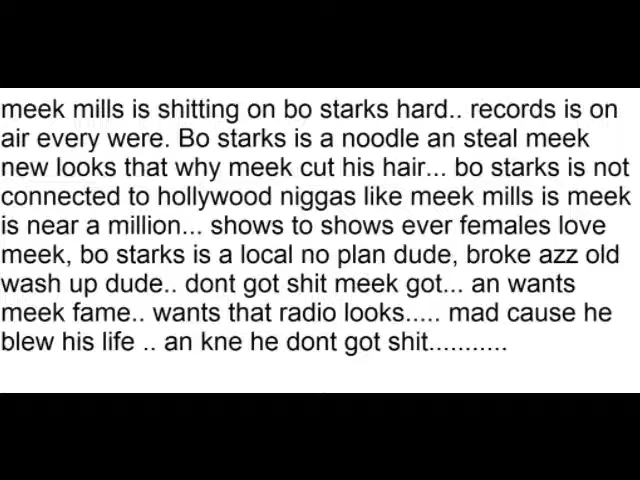 meek mills is shitting on bo starks hard.. records is on
air every were. Bo starks is a noodle an steal meek
new looks that why meek cut his hair... bo starks is not
connected to hollywood niggas like meek mills is meek
is near a million... shows to shows ever females love
meek, bo starks is a local no plan dude, broke azz old
wash up dude.. dont got shit meek got... an wants
meek fame.. wants that radio looks..... mad cause he
blew his life .. an kne he dont got shit...........